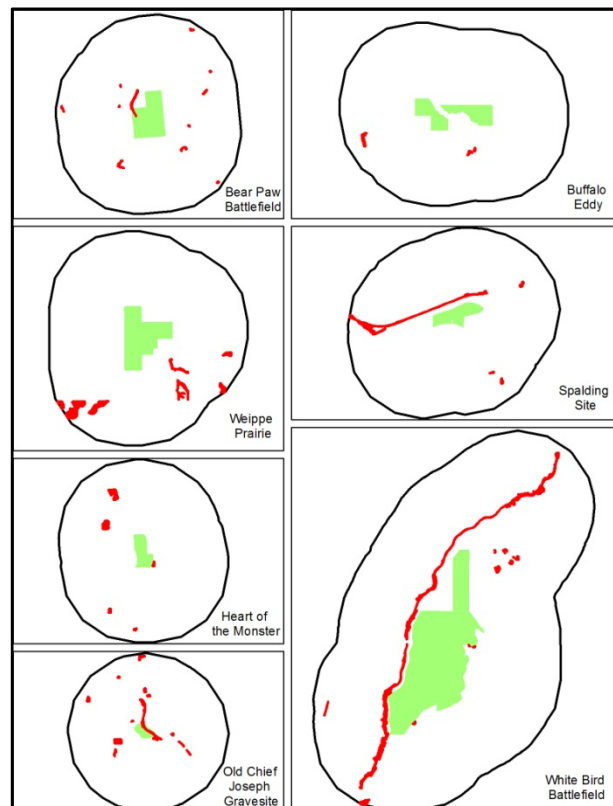 Bear Paw
Battlefield
Buffalo
Eddy
Weippe
Prairie
Spalding
Site
Heart of
the Monster
Old Chief
Joseph
Gravesite
White Bird
Battlefield